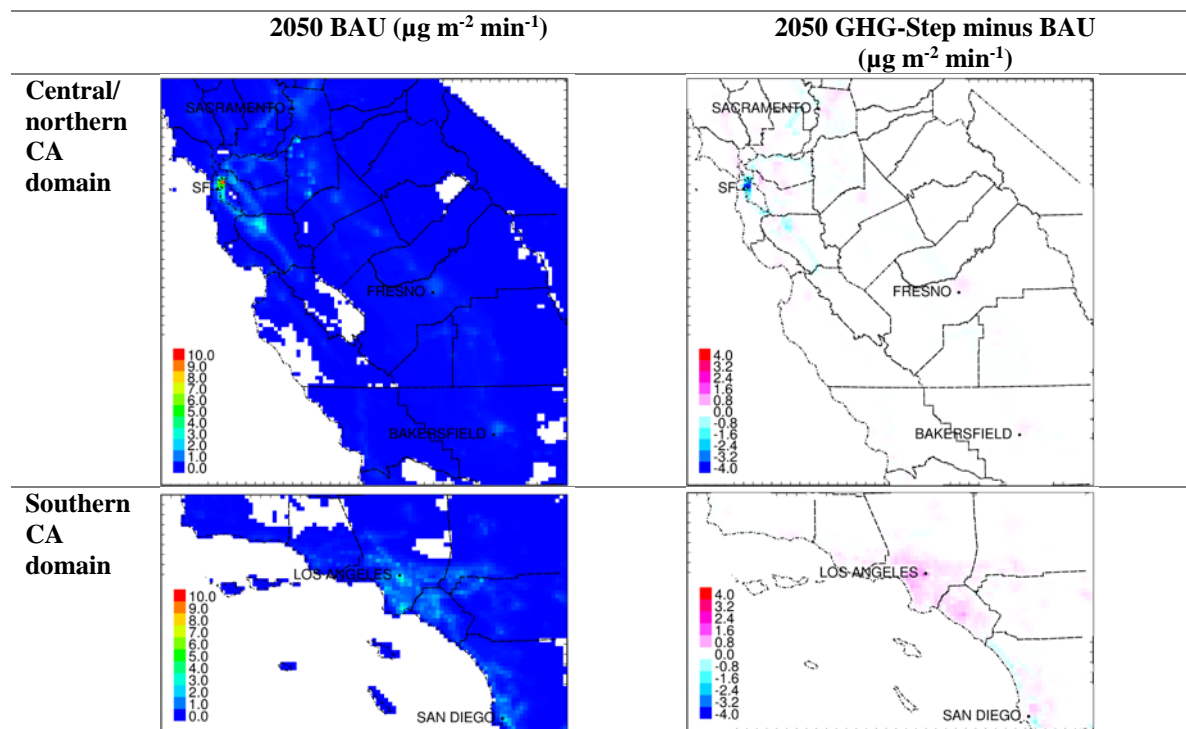 2050 BAU (µg m-2 min-1)
2050 GHG-Step minus BAU
(µg m-2 min-1)
Central/
northern
CA
domain
SACRAMENTO
SF
FRESNO
BAKERSFIELD
10.0
9.0
8.0
7.0
6.0
5.0
4.0
3.0
2.0
1.0
0.0
SACRAMENTO
SF
FRESNO
BAKERSFIELD
4.0
3.2
2.4
1.6
0.8
0.0
-0.8
-1.6
-2.4
-3.2
-4.0
Southern
CA
domain
LOS ANGELES
SAN DIEGO
10.0
9.0
8.0
7.0
6.0
5.0
4.0
3.0
2.0
1.0
0.0
LOS ANGELES
SAN DIEGO
4.0
3.2
2.4
1.6
0.8
0.0
-0.8
-1.6
-2.4
-3.2
-4.0